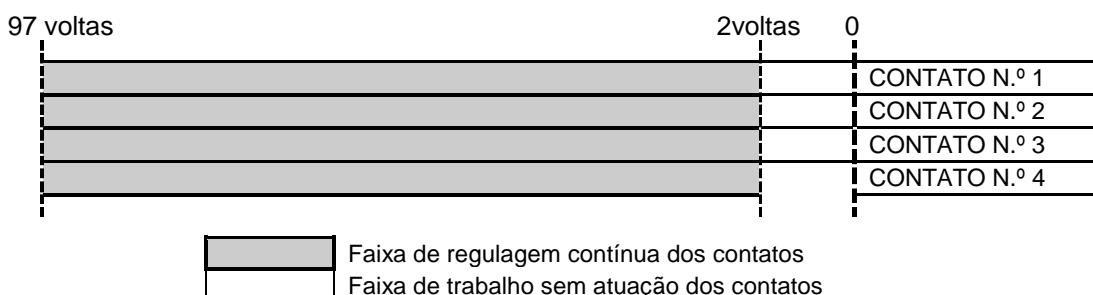 97 voltas 2voltas 0
CONTATO N.º 1
CONTATO N.º 2
CONTATO N.º 3
CONTATO N.º 4
Faixa de regulagem contínua dos contatos
Faixa de trabalho sem atuação dos contatos